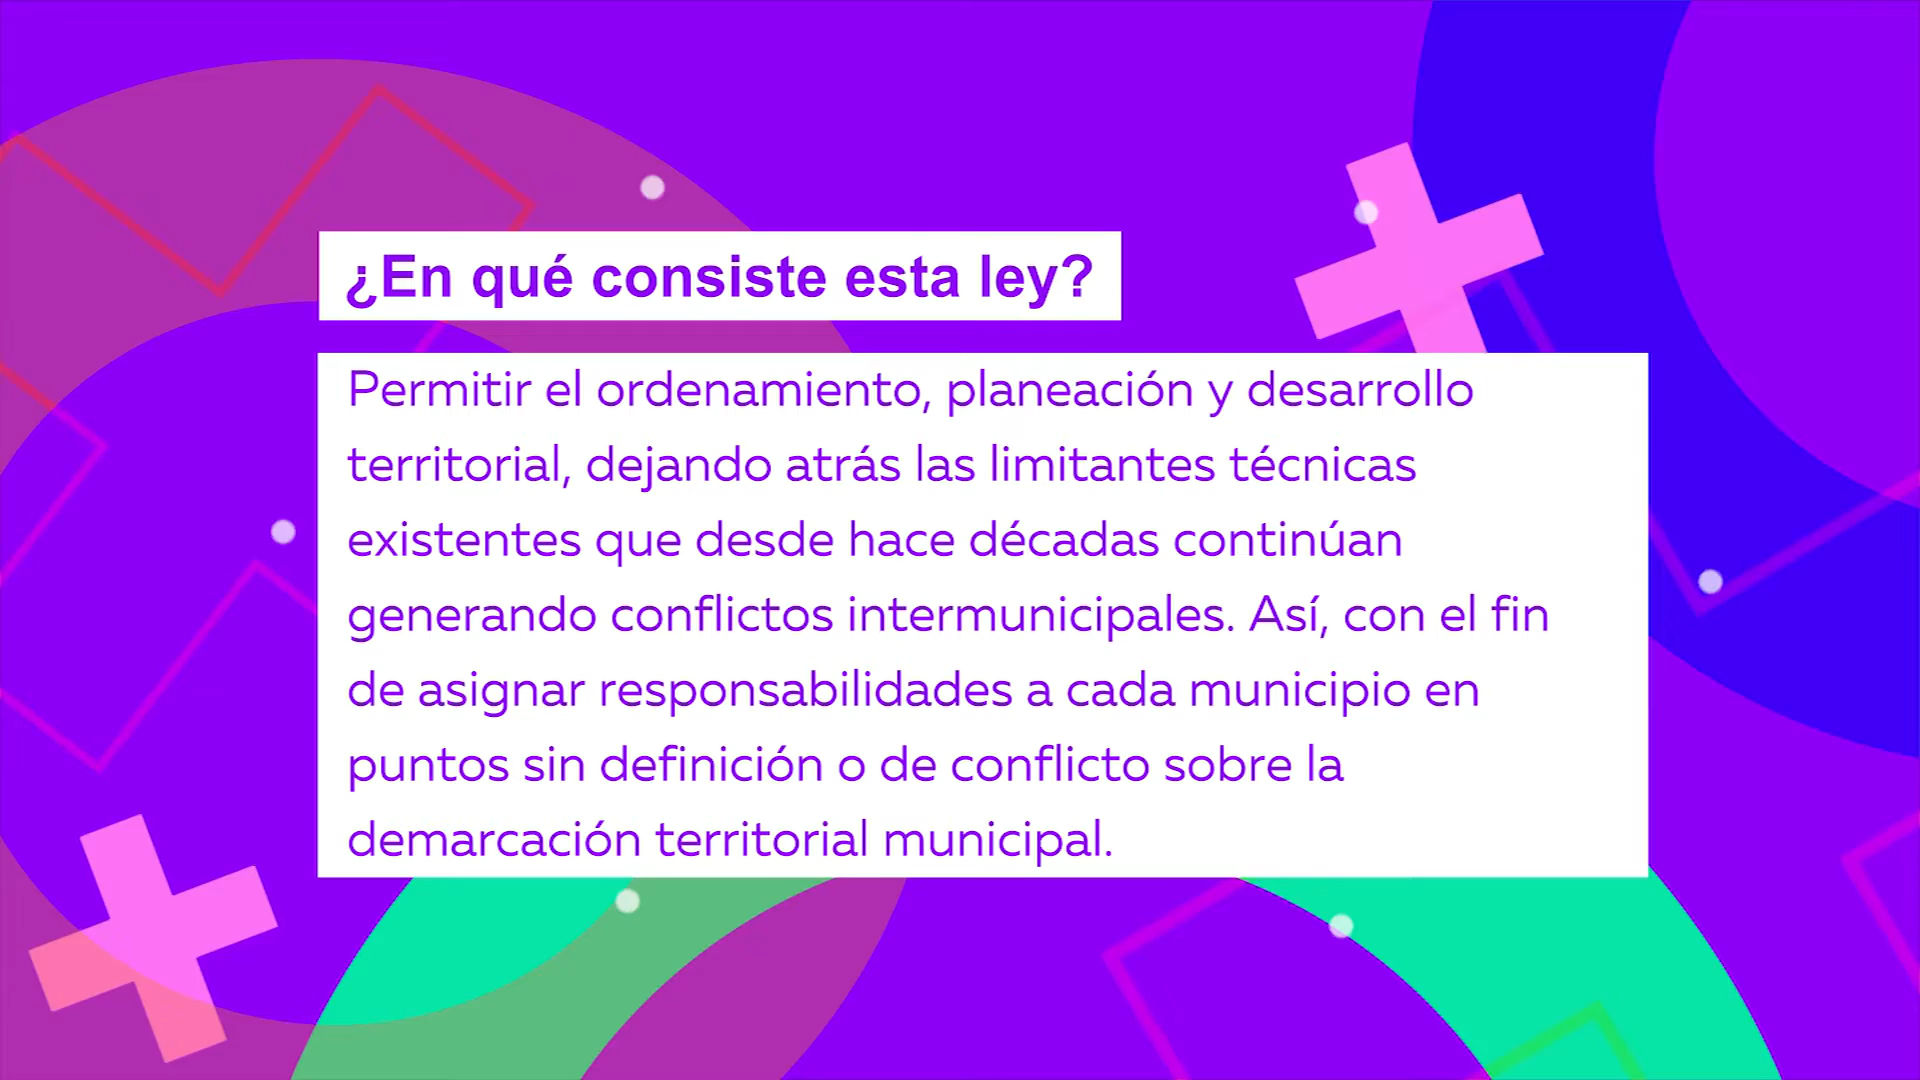 ¿En qué consiste esta ley?
Permitir el ordenamiento, planeación y desarrollo
territorial, dejando atrás las limitantes técnicas
existentes que desde hace décadas continúan
generando conflictos intermunicipales. Así, con el fin
de asignar responsabilidades a cada municipio en
puntos sin definición o de conflicto sobre la
demarcación territorial municipal.